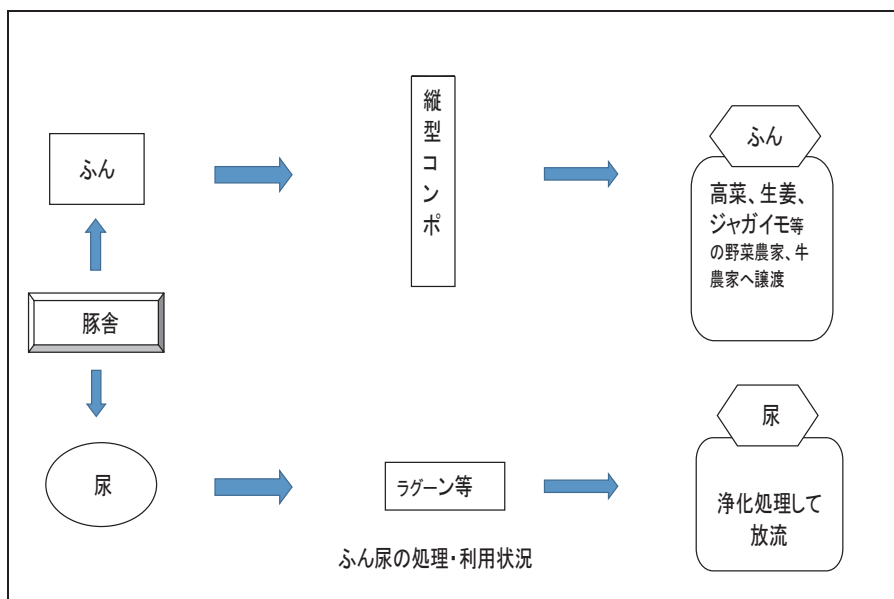 ふん
縦型コンポ
ふん
高菜、生姜、
ジャガイモ等
の野菜農家、牛
農家へ譲渡
豚舎
尿
ラグーン等
尿
浄化処理して
放流
ふん尿の処理・利用状況